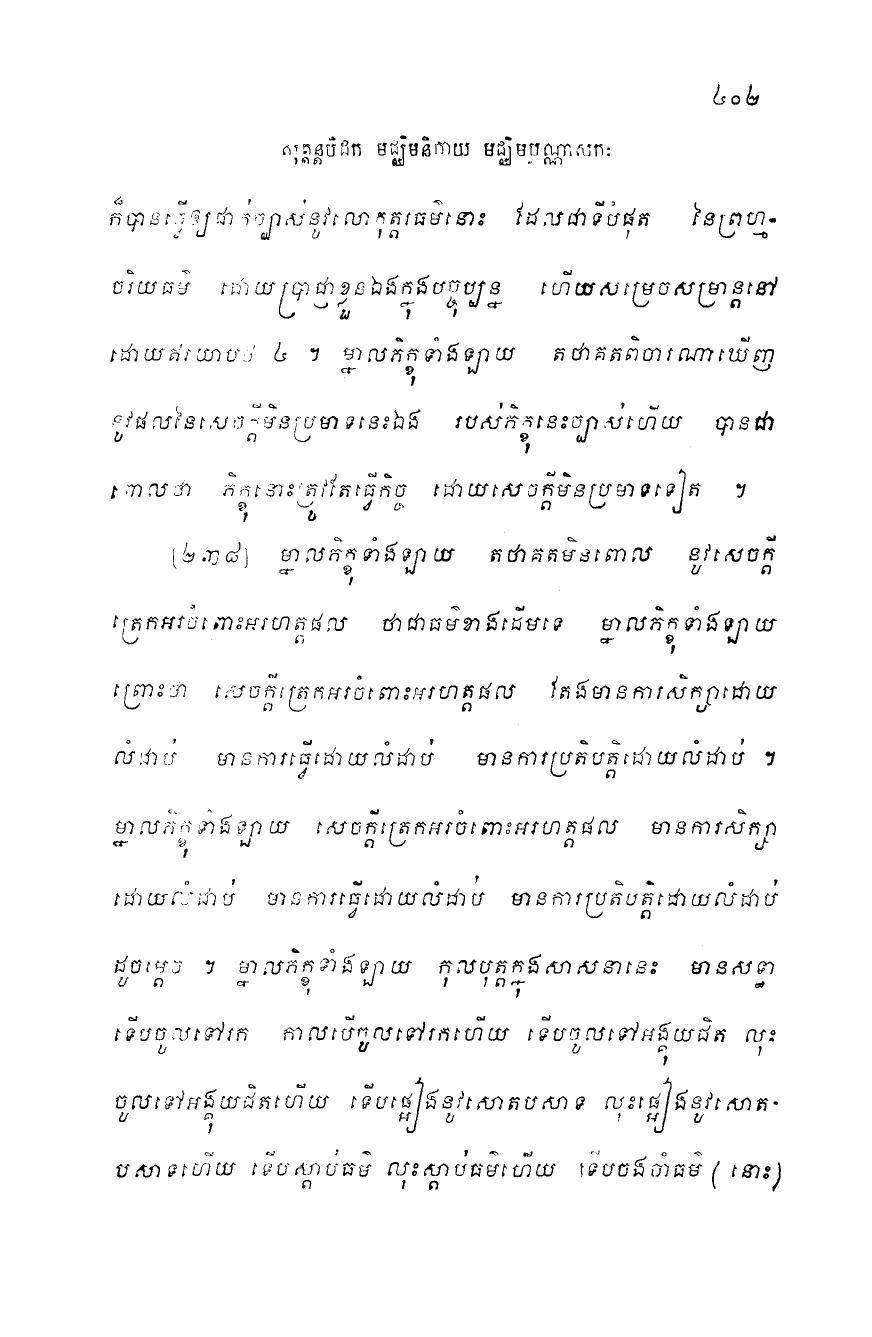 ៤០២
សុត្តន្តបិដក មជ្ឈិមនិកាយ មជ្ឈិមបណ្ណាសកៈ
ក៏បានធ្វើឲ្យជាក់ច្បាស់នូវលោកុត្តរធម៌នោះ ដែលជាទីបំផុត នៃព្រហ្ម-
ចរិយធម៌ ដោយប្រាជ្ញាខ្លួនឯងក្នុងបច្ចុប្បន្ន ហើយសម្រេចសម្រាន្តនៅ
ដោយឥរិយាបថ ៤ ។ ម្នាលភិក្ខុទាំងឡាយ តថាគតពិចារណាឃើញ
នូវផលនៃសេចក្តីមិនប្រមាទនេះឯង របស់ភិក្ខុនេះច្បាស់ហើយ បានជា
ពោលថា ភិក្ខុនោះត្រូវតែធ្វើកិច្ច ដោយសេចក្តីមិនប្រមាទទៀត ។
[២៣៨] ម្នាលភិក្ខុទាំងឡាយ តថាគតមិនពោល នូវសេចក្តី
ត្រេកអរចំពោះអរហត្តផល ថាជាធម៌ខាងដើមទេ ម្នាលភិក្ខុទាំងឡាយ
ព្រោះថា សេចក្តីត្រេកអរចំពោះអរហត្តផល តែងមានការសិក្សាដោយ
លំដាប់ មានការធ្វើដោយលំដាប់ មានការប្រតិបត្តិដោយលំដាប់ ។
ម្នាលភិក្ខុទាំងឡាយ សេចក្តីត្រេកអរចំពោះអរហត្តផល មានការសិក្សា
ដោយលំដាប់ មានការធ្វើដោយលំដាប់ មានការប្រតិបត្តិដោយលំដាប់
ដូចម្តេច ។ ម្នាលភិក្ខុទាំងឡាយ កុលបុត្តក្នុងសាសនានេះ មានសទ្ធា
ទើបចូលទៅរក កាលបើចូលទៅរកហើយ ទើបចូលទៅអង្គុយជិត លុះ
ចូលទៅអង្គុយជិតហើយ ទើបផ្អៀងនូវសោតបសាទ លុះផ្អៀងនូវសោត-
បសាទហើយ ទើបស្តាប់ធម៌ លុះស្តាប់ធម៌ហើយ ទើបចងចាំធម៌ (នោះ)